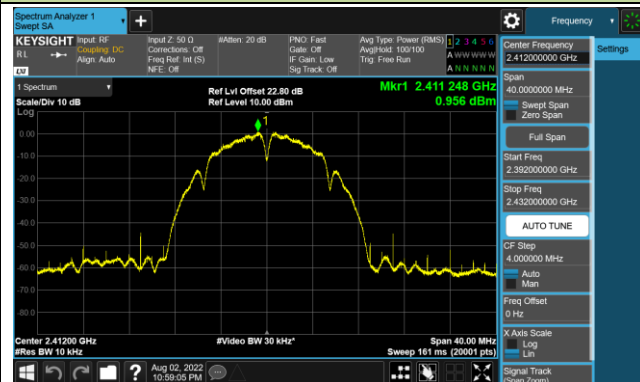 Spectrum Analyzer 1
Swept SA
Frequency
KEYSIGHT
RL
LXI
Input: RF
Coupling: DC
Align: Auto
Input Z: 50 Ω
Corrections: Off
Freq Ref: Int (S)
NFE: Off
#Atten: 20 dB
PNO: Fast
Gate: Off
IF Gain: Low
Sig Track: Off
Avg Type: Power (RMS)
Avg|Hold: 100/100
Trig: Free Run
1 2 3 4 5 6
A W W W W W
A N N N N N
1 Spectrum
Scale/Div 10 dB
Log
Ref Lvl Offset 22.80 dB
Ref Level 10.00 dBm
Mkr1 2.411 248 GHz
0.956 dBm
1
0.00
-10.0
-20.0
-30.0
-40.0
-50.0
-60.0
-70.0
-80.0
Center 2.41200 GHz
#Res BW 10 kHz
#Video BW 30 kHz*
Span 40.00 MHz
Sweep 161 ms (20001 pts)
Aug 02, 2022
10:59:05 PM
Center Frequency
2.412000000 GHz
Settings
Span
40.0000000 MHz
Swept Span
Zero Span
Full Span
Start Freq
2.392000000 GHz
Stop Freq
2.432000000 GHz
AUTO TUNE
CF Step
4.000000 MHz
Auto
Man
Freq Offset
0 Hz
X Axis Scale
Log
Lin
Signal Track
(Span Zoom)